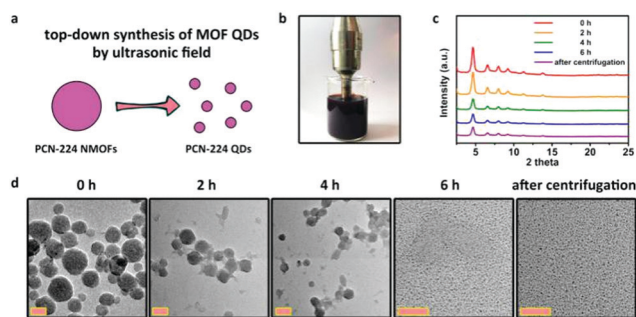 a
top-down synthesis of MOF QDs
by ultrasonic field
PCN-224 NMOFs
PCN-224 QDs
b
c
Intensity (a.u.)
0 h
2 h
4 h
6 h
after centrifugation
5 10 15 20 25
2 theta
d
0 h 2 h 4 h 6 h after centrifugation